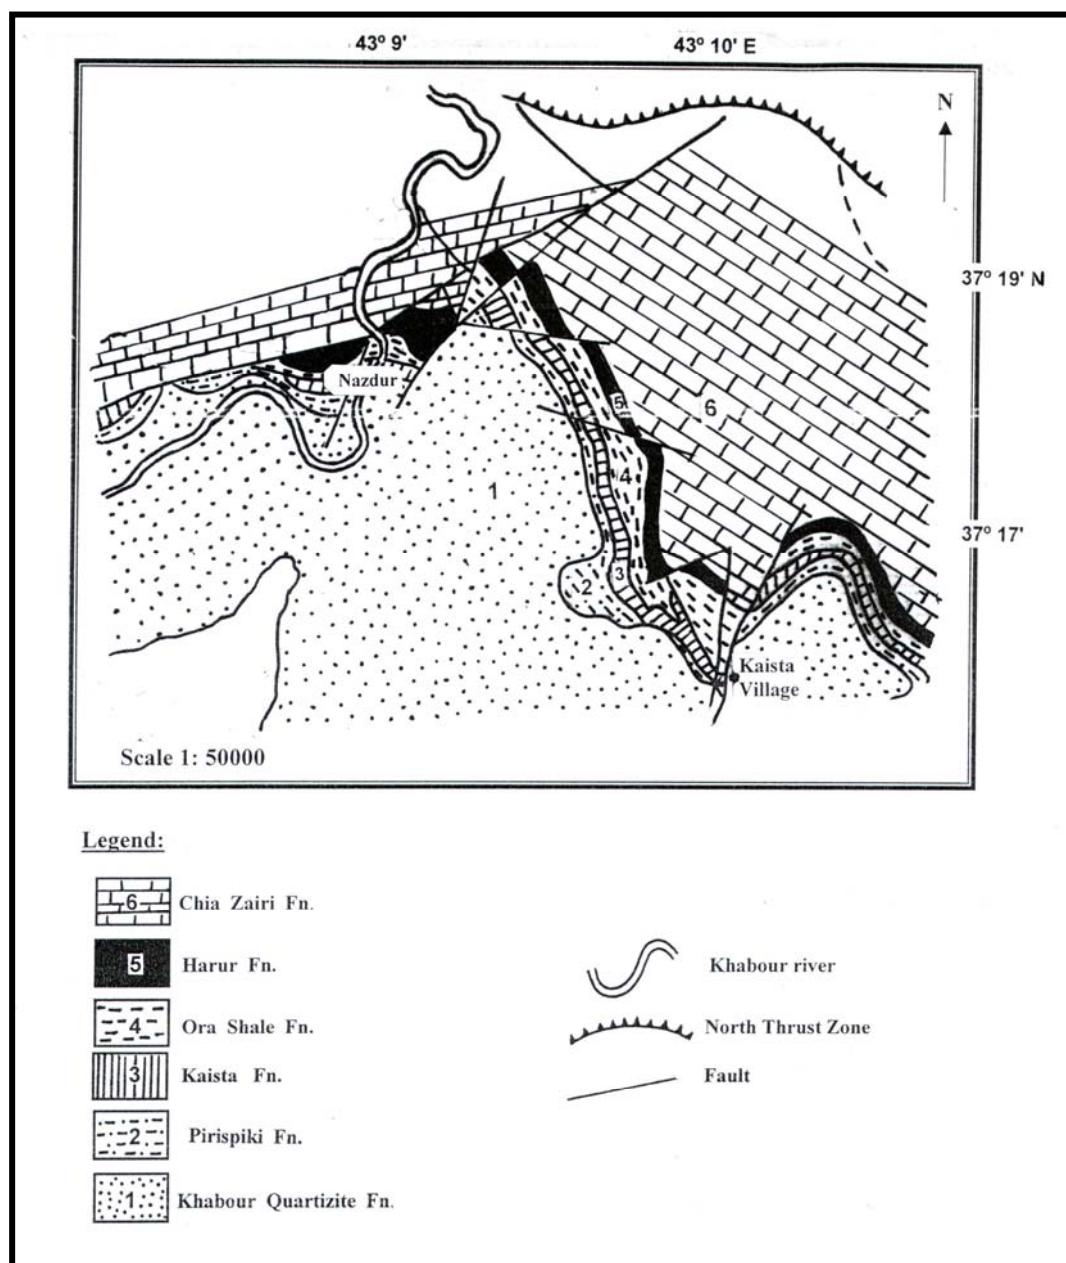 43º 9'
43º 10' E
N
37º 19' N
Nazdur
5
6
4
1
37º 17'
2
3
Kaista
Village
Scale 1: 50000
Legend:
6
Chia Zairi Fn.
5
Harur Fn.
Khabour river
4
Ora Shale Fn.
North Thrust Zone
3
Kaista Fn.
Fault
2
Pirispiki Fn.
1
Khabour Quartizite Fn.